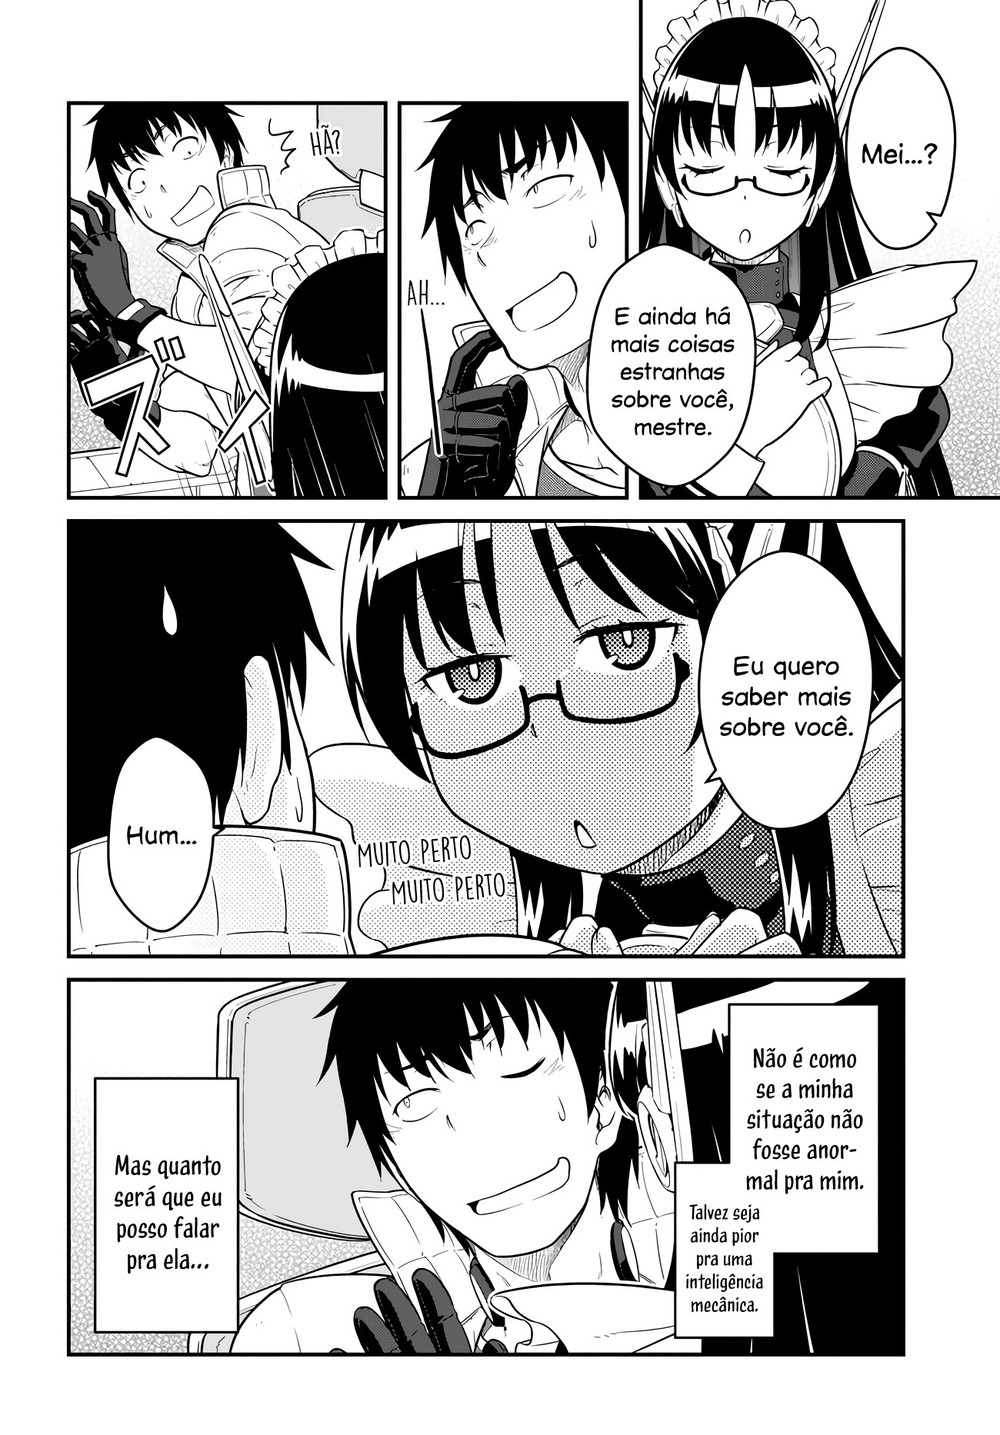 Mei...?
E ainda há
mais coisas
estranhas
sobre você,
mestre.
AH...
HÃ?
ズッ
Eu quero
saber mais
sobre você.
MUITO PERTO
MUITO PERTO
Hum...
Não é como
se a minha
situação não
fosse anor-
mal pra mim.
Talvez seja
ainda pior
pra uma
inteligência
mecânica.
Mas quanto
será que eu
posso falar
pra ela...